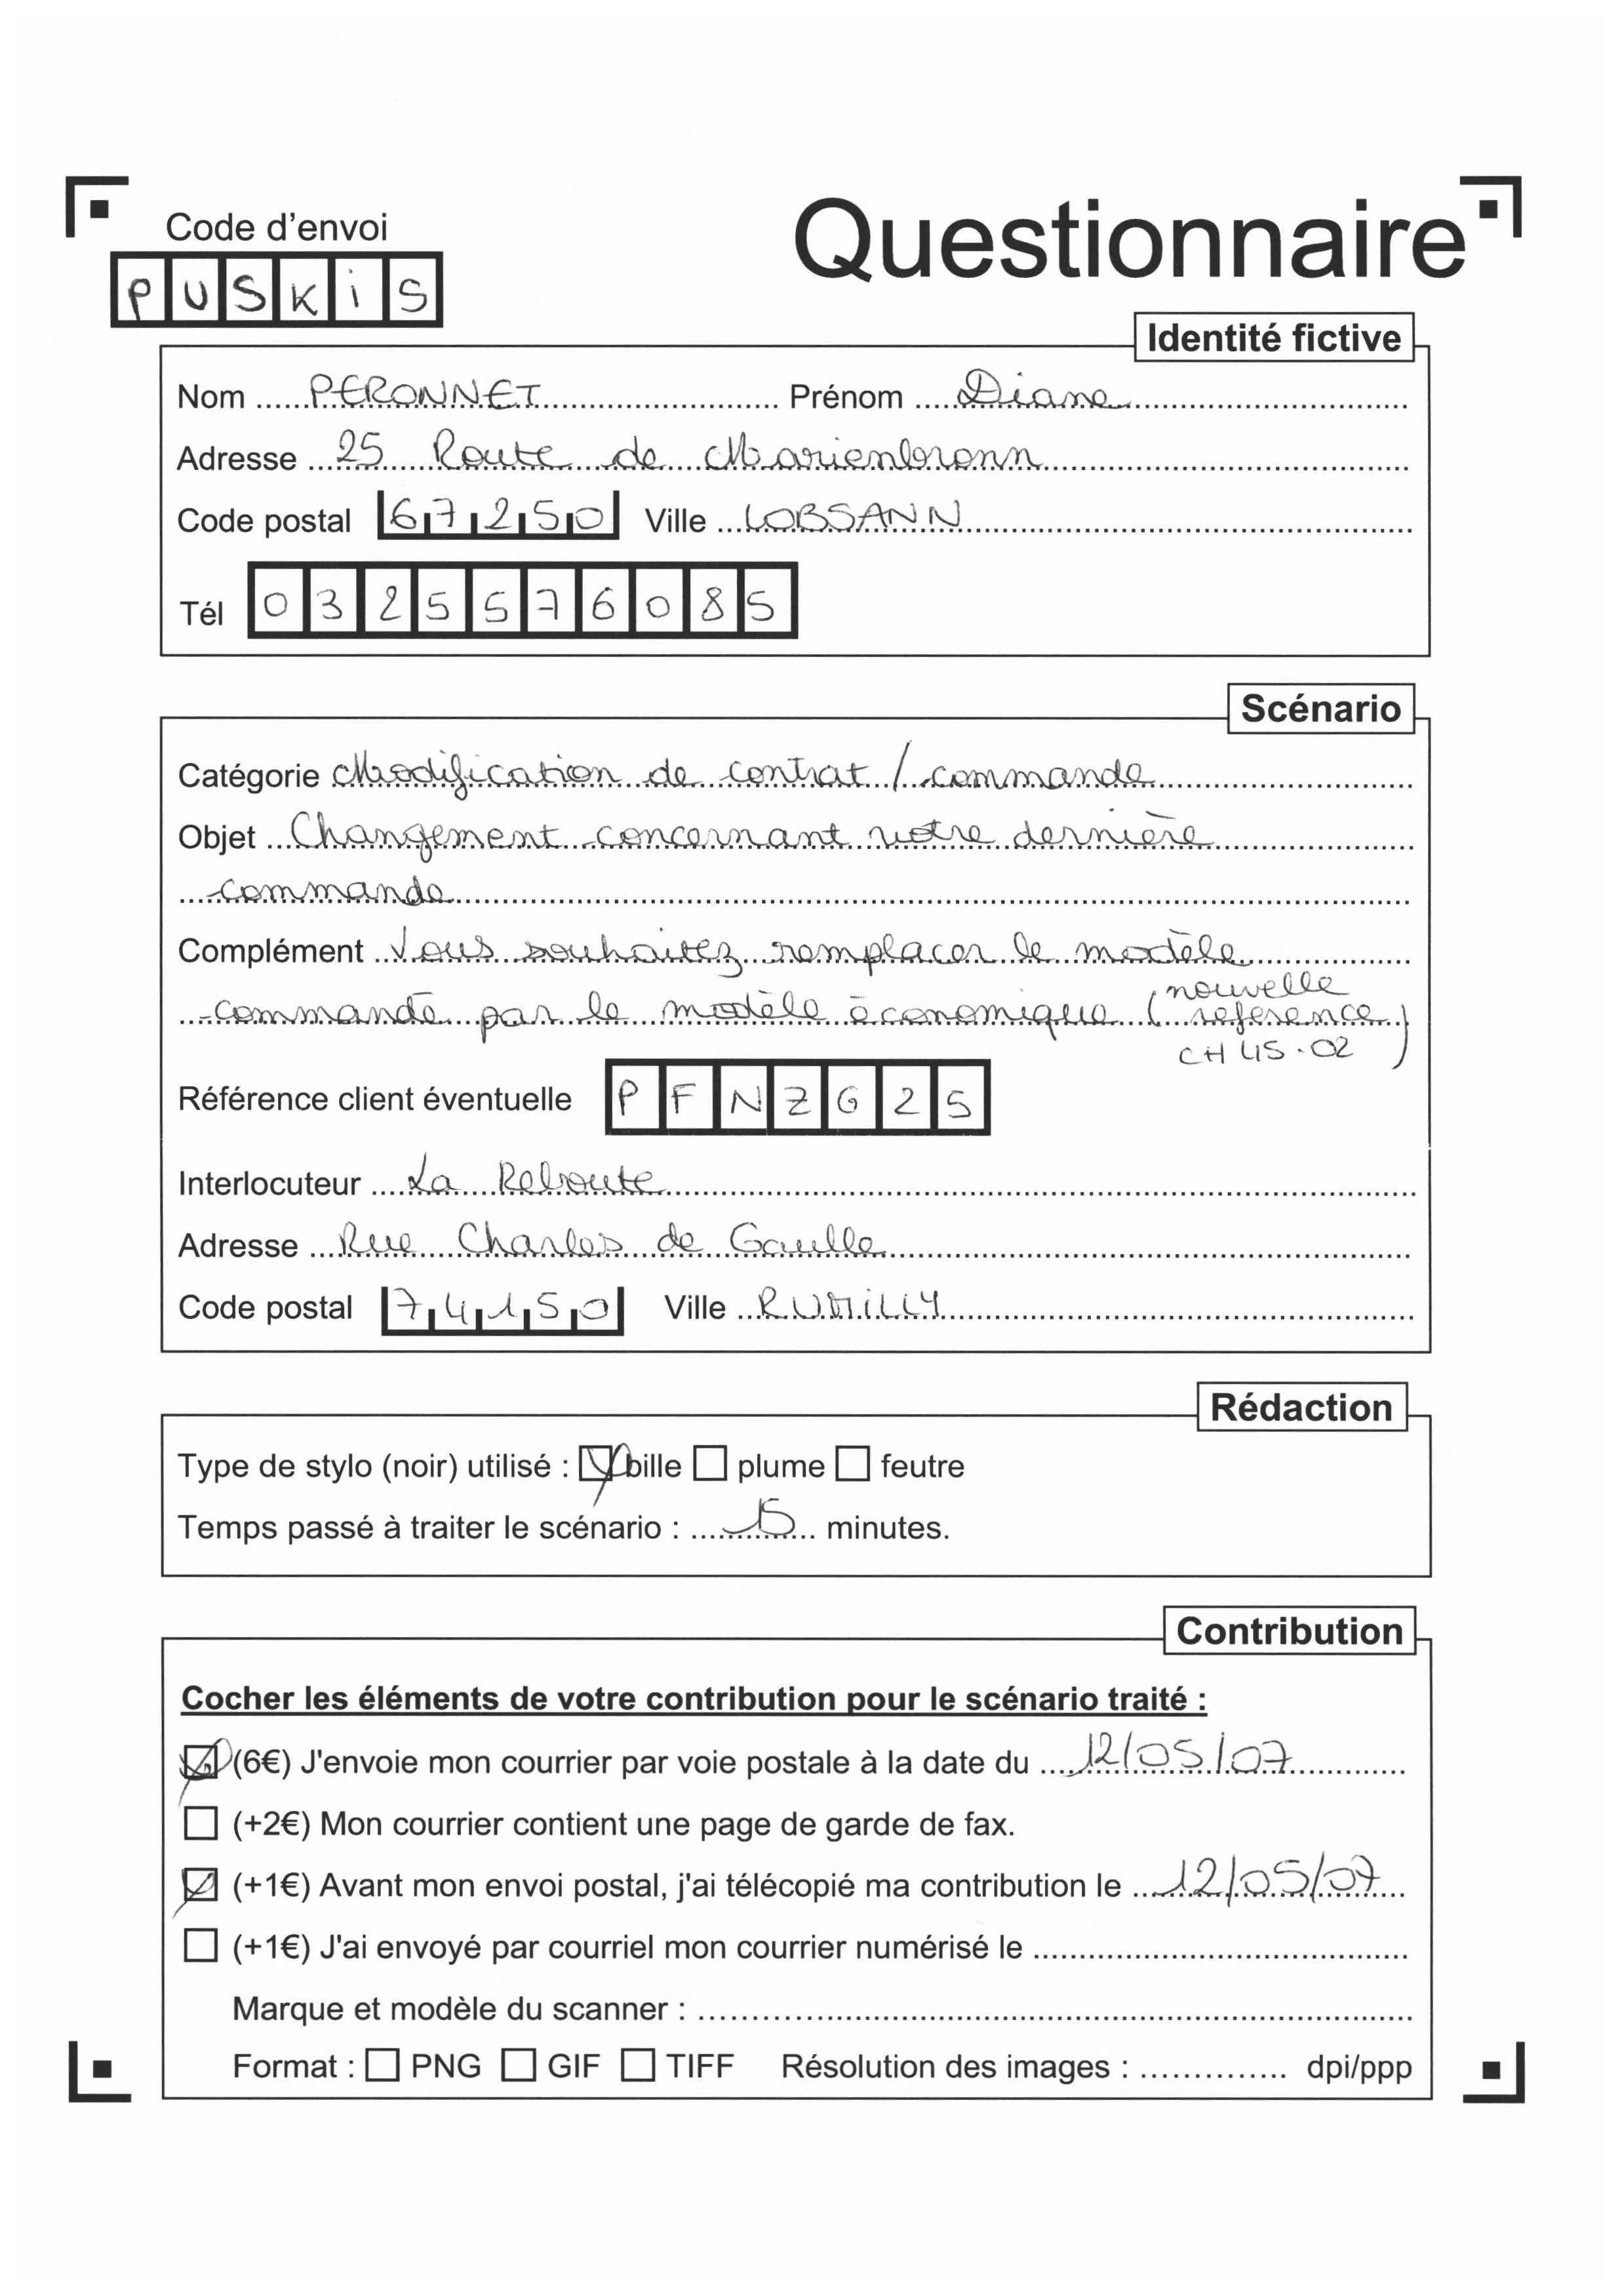 Questionnaire
Code d'envoi
PUSKiS
Identité fictive
Nom PERONNET Prénom Diane
Adresse 25 Route de Marienbronn
Code postal 67250 Ville LOBSANN
Tél 0325576085
Scénario
Catégorie Modification de contrat / commande
Objet Changement concernant votre dernière
commande
Complément Vous souhaitez remplacer le modèle
commandé par le modèle économique (nouvelle
reference)
CH45.02
Référence client éventuelle PFNZG25
Interlocuteur La Reboute
Adresse Rue Charles de Gaulle
Code postal 74150 Ville RUMILLY
Rédaction
Type de stylo (noir) utilisé : bille plume feutre
Temps passé à traiter le scénario : 15 minutes.
Contribution
Cocher les éléments de votre contribution pour le scénario traité :
(6€) J'envoie mon courrier par voie postale à la date du 12/05/07
(+2€) Mon courrier contient une page de garde de fax.
(+1€) Avant mon envoi postal, j'ai télécopié ma contribution le 12/05/07
(+1€) J'ai envoyé par courriel mon courrier numérisé le
Marque et modèle du scanner :
Format : PNG GIF TIFF Résolution des images : dpi/ppp